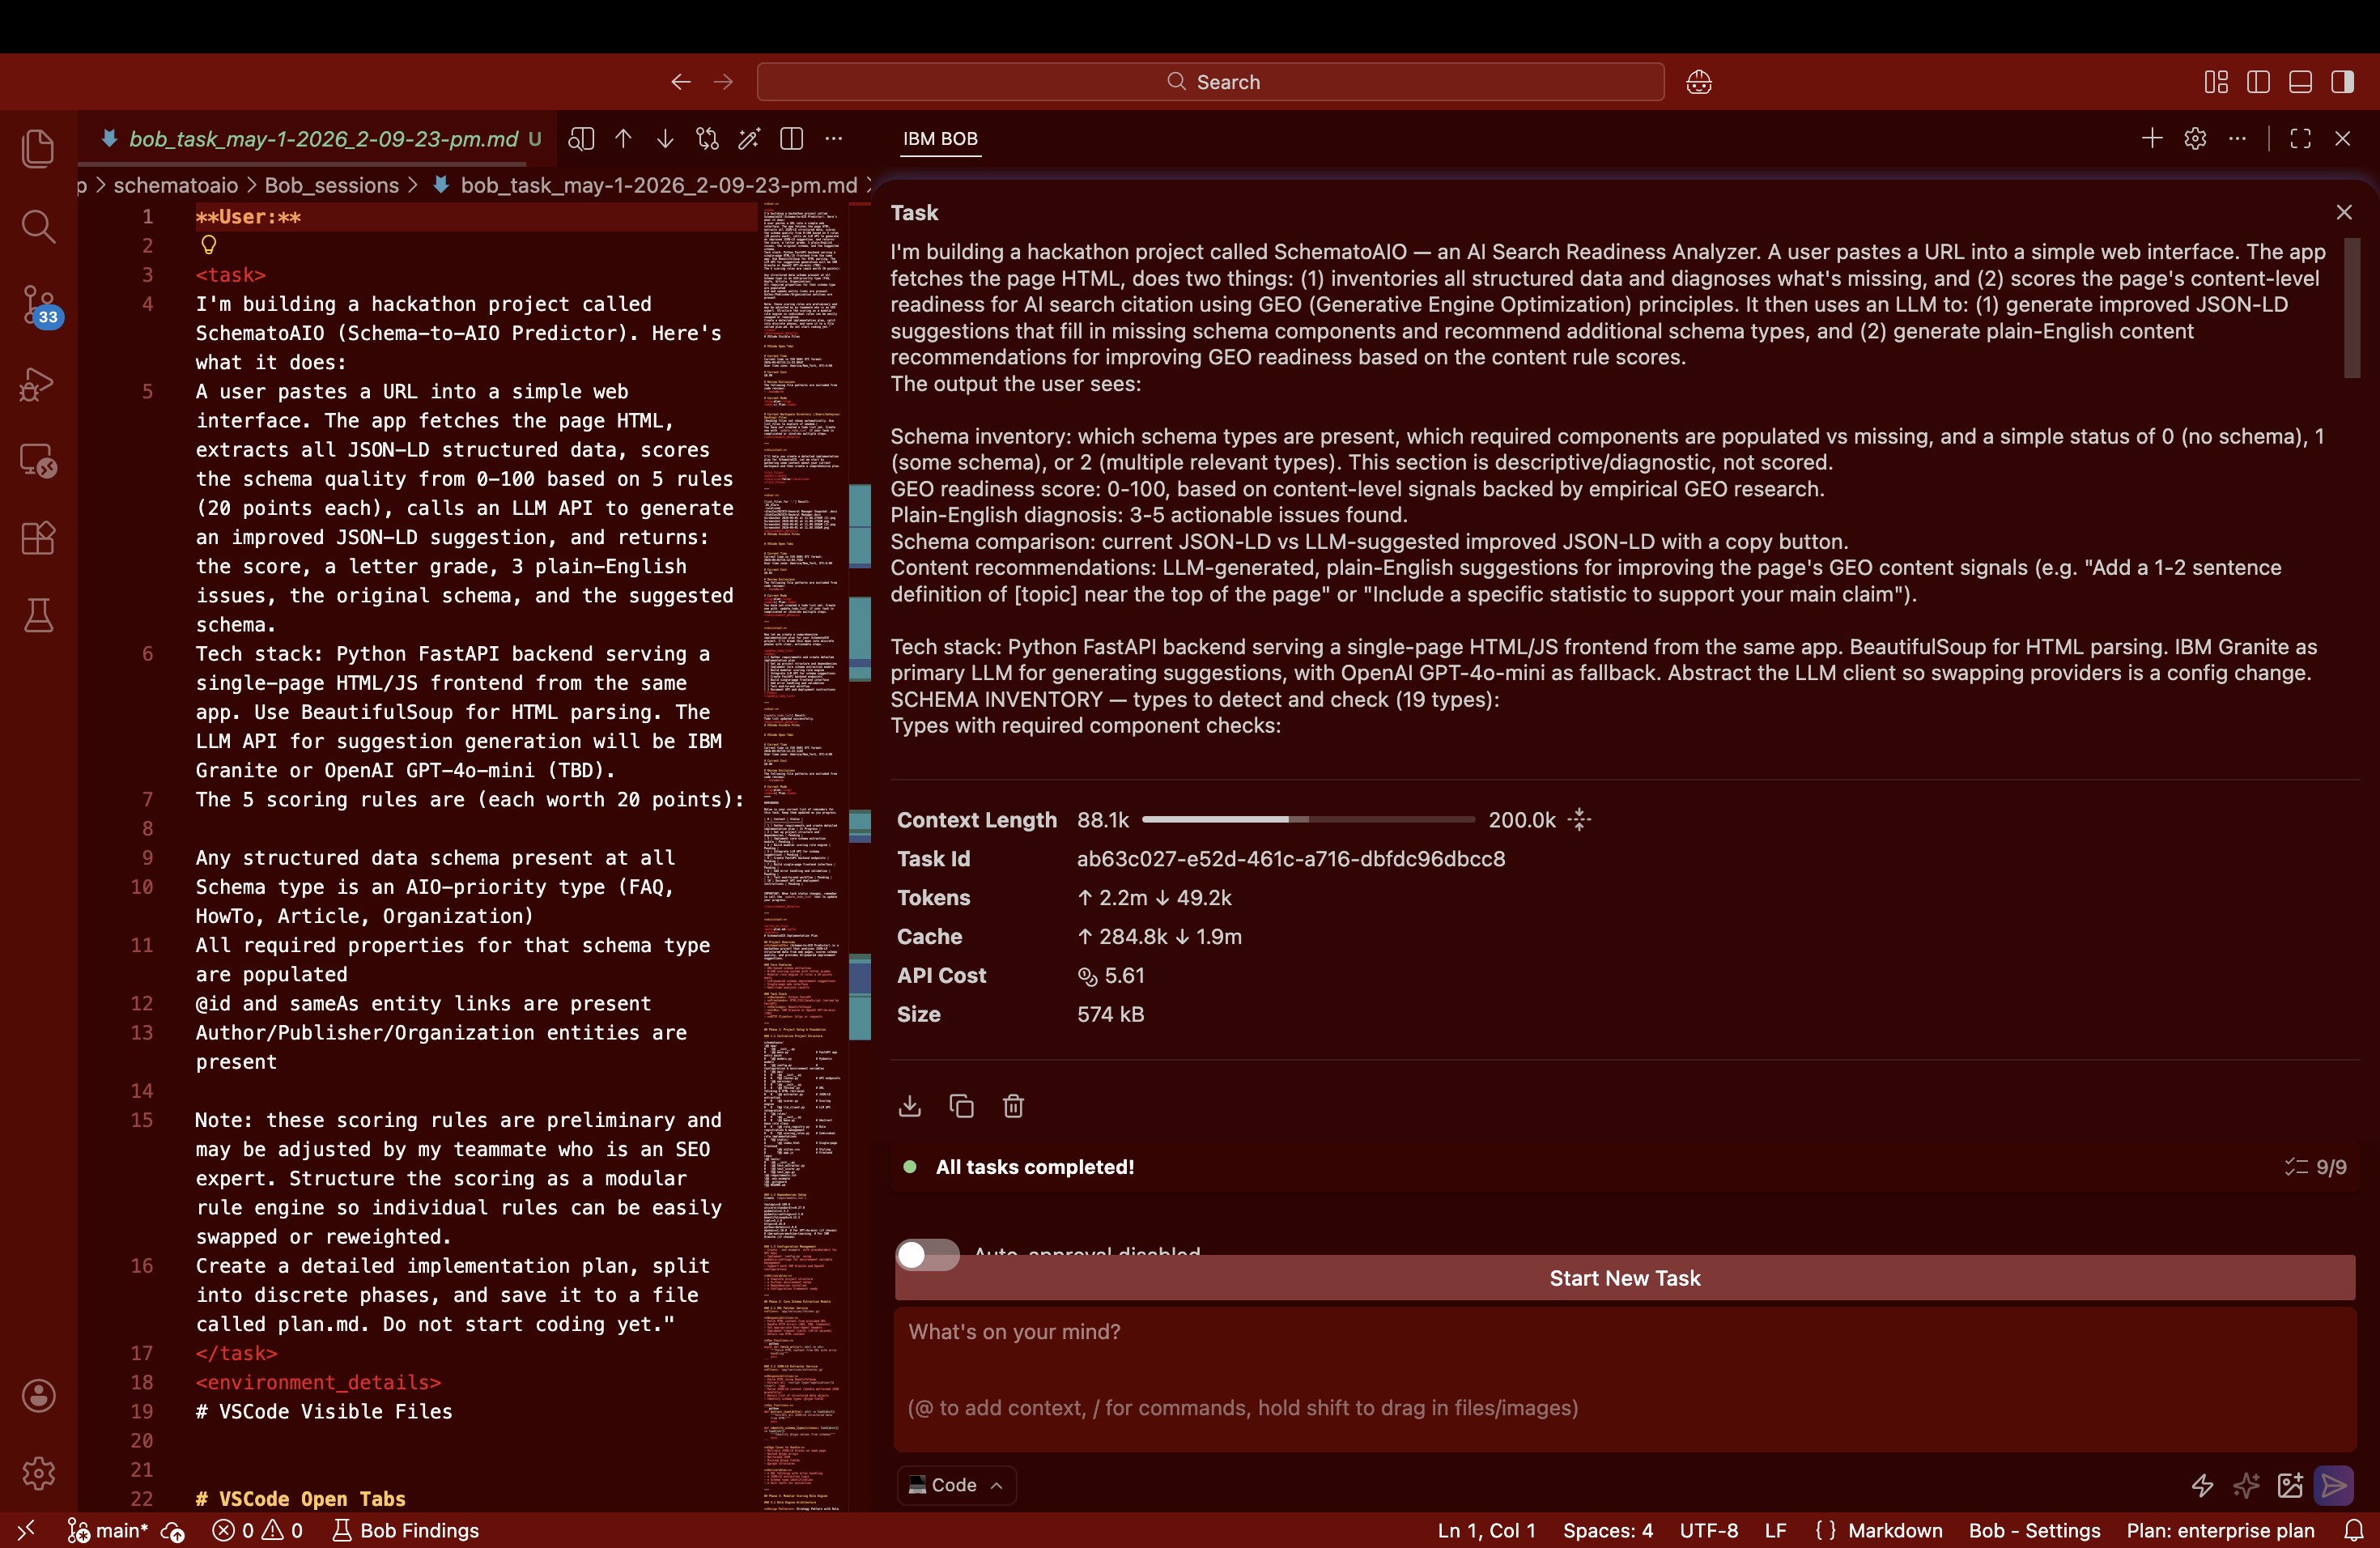 Search
bob_task_may-1-2026_2-09-23-pm.md U
p > schematoaio > Bob_sessions > bob_task_may-1-2026_2-09-23-pm.md >
33
1 **User:**
2
3 <task>
4 I'm building a hackathon project called
SchematoAIO (Schema-to-AIO Predictor). Here's
what it does:
5 A user pastes a URL into a simple web
interface. The app fetches the page HTML,
extracts all JSON-LD structured data, scores
the schema quality from 0-100 based on 5 rules
(20 points each), calls an LLM API to generate
an improved JSON-LD suggestion, and returns:
the score, a letter grade, 3 plain-English
issues, the original schema, and the suggested
schema.
6 Tech stack: Python FastAPI backend serving a
single-page HTML/JS frontend from the same
app. Use BeautifulSoup for HTML parsing. The
LLM API for suggestion generation will be IBM
Granite or OpenAI GPT-4o-mini (TBD).
7 The 5 scoring rules are (each worth 20 points):
8
9 Any structured data schema present at all
10 Schema type is an AIO-priority type (FAQ,
HowTo, Article, Organization)
11 All required properties for that schema type
are populated
12 @id and sameAs entity links are present
13 Author/Publisher/Organization entities are
present
14
15 Note: these scoring rules are preliminary and
may be adjusted by my teammate who is an SEO
expert. Structure the scoring as a modular
rule engine so individual rules can be easily
swapped or reweighted.
16 Create a detailed implementation plan, split
into discrete phases, and save it to a file
called plan.md. Do not start coding yet."
17 </task>
18 <environment_details>
19 # VSCode Visible Files
20
21
22 # VSCode Open Tabs
IBM BOB
Task
I'm building a hackathon project called SchematoAIO — an AI Search Readiness Analyzer. A user pastes a URL into a simple web interface. The app
fetches the page HTML, does two things: (1) inventories all structured data and diagnoses what's missing, and (2) scores the page's content-level
readiness for AI search citation using GEO (Generative Engine Optimization) principles. It then uses an LLM to: (1) generate improved JSON-LD
suggestions that fill in missing schema components and recommend additional schema types, and (2) generate plain-English content
recommendations for improving GEO readiness based on the content rule scores.
The output the user sees:
Schema inventory: which schema types are present, which required components are populated vs missing, and a simple status of 0 (no schema), 1
(some schema), or 2 (multiple relevant types). This section is descriptive/diagnostic, not scored.
GEO readiness score: 0-100, based on content-level signals backed by empirical GEO research.
Plain-English diagnosis: 3-5 actionable issues found.
Schema comparison: current JSON-LD vs LLM-suggested improved JSON-LD with a copy button.
Content recommendations: LLM-generated, plain-English suggestions for improving the page's GEO content signals (e.g. "Add a 1-2 sentence
definition of [topic] near the top of the page" or "Include a specific statistic to support your main claim").
Tech stack: Python FastAPI backend serving a single-page HTML/JS frontend from the same app. BeautifulSoup for HTML parsing. IBM Granite as
primary LLM for generating suggestions, with OpenAI GPT-4o-mini as fallback. Abstract the LLM client so swapping providers is a config change.
SCHEMA INVENTORY — types to detect and check (19 types):
Types with required component checks:
Context Length 88.1k 200.0k
Task Id ab63c027-e52d-461c-a716-dbfdc96dbcc8
Tokens ↑ 2.2m ↓ 49.2k
Cache ↑ 284.8k ↓ 1.9m
API Cost 5.61
Size 574 kB
All tasks completed! 9/9
Auto-approval disabled
Start New Task
What's on your mind?
(@ to add context, / for commands, hold shift to drag in files/images)
Code
main* 0 0 Bob Findings
Ln 1, Col 1 Spaces: 4 UTF-8 LF { } Markdown Bob - Settings Plan: enterprise plan